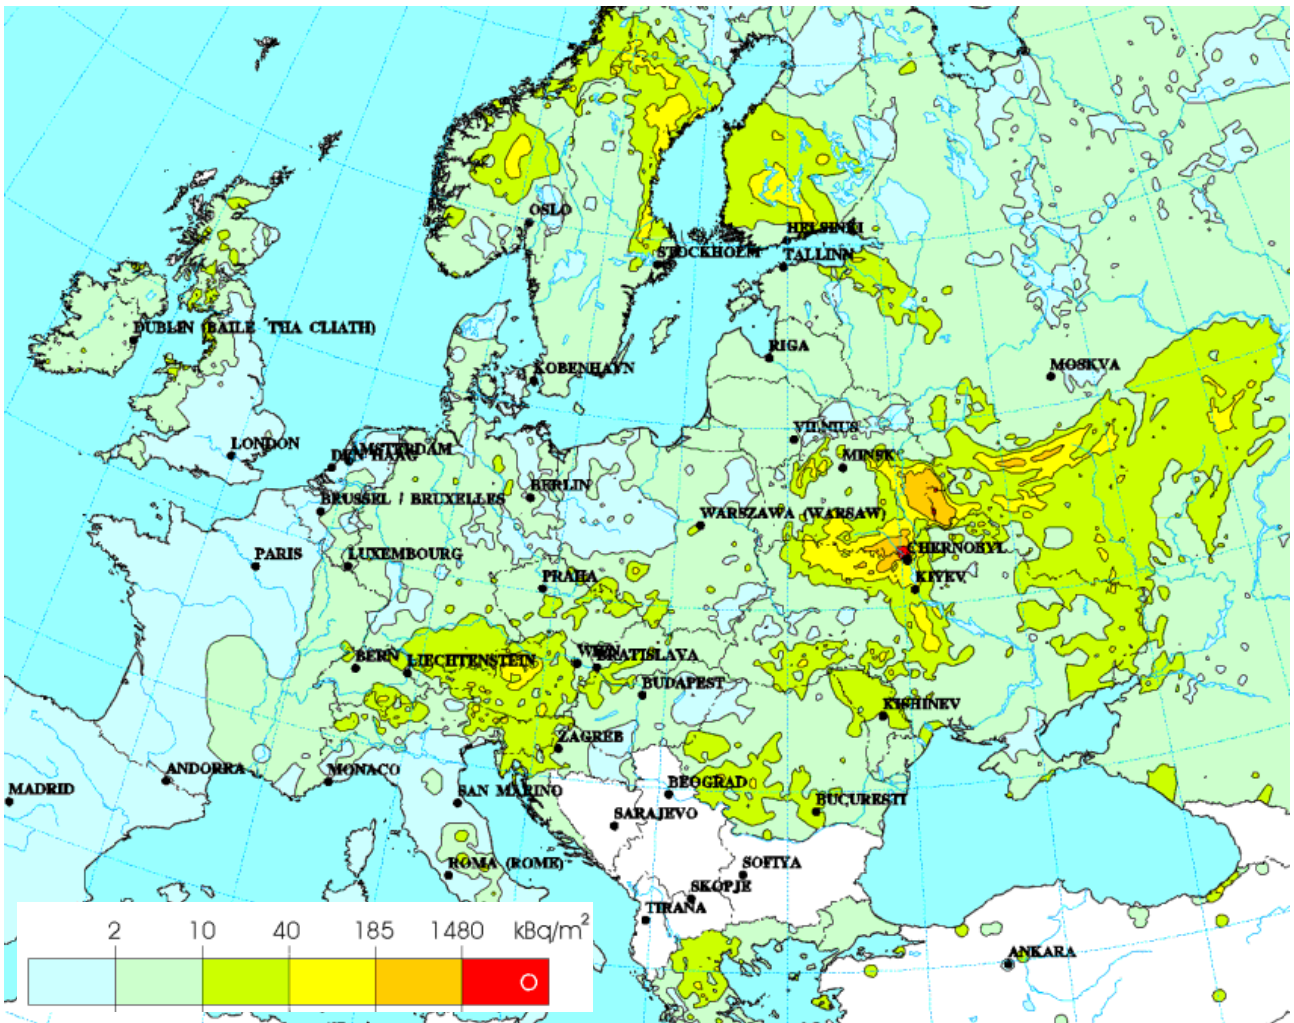 OSLO
HELSINKI
STOCKHOLM
TALLINN
DUBLIN (BAILE 'THA CLIATH)
RIGA
MOSKVA
KOBENHAVN
VILNIUS
LONDON
AMSTERDAM
DEN HAAG
MINSK
BERLIN
BRUSSEL / BRUXELLES
WARSZAWA (WARSAW)
PARIS
LUXEMBOURG
CHERNOBYL
PRAHA
KIYEV
BERN
LIECHTENSTEIN
WIEN
BRATISLAVA
BUDAPEST
KISHINEV
ZAGREB
ANDORRA
MONACO
MADRID
SAN MARINO
BEOGRAD
BUCURESTI
SARAJEVO
ROMA (ROME)
SOFIYA
SKOPJE
TIRANA
ANKARA
2 10 40 185 1480 kBq/m²